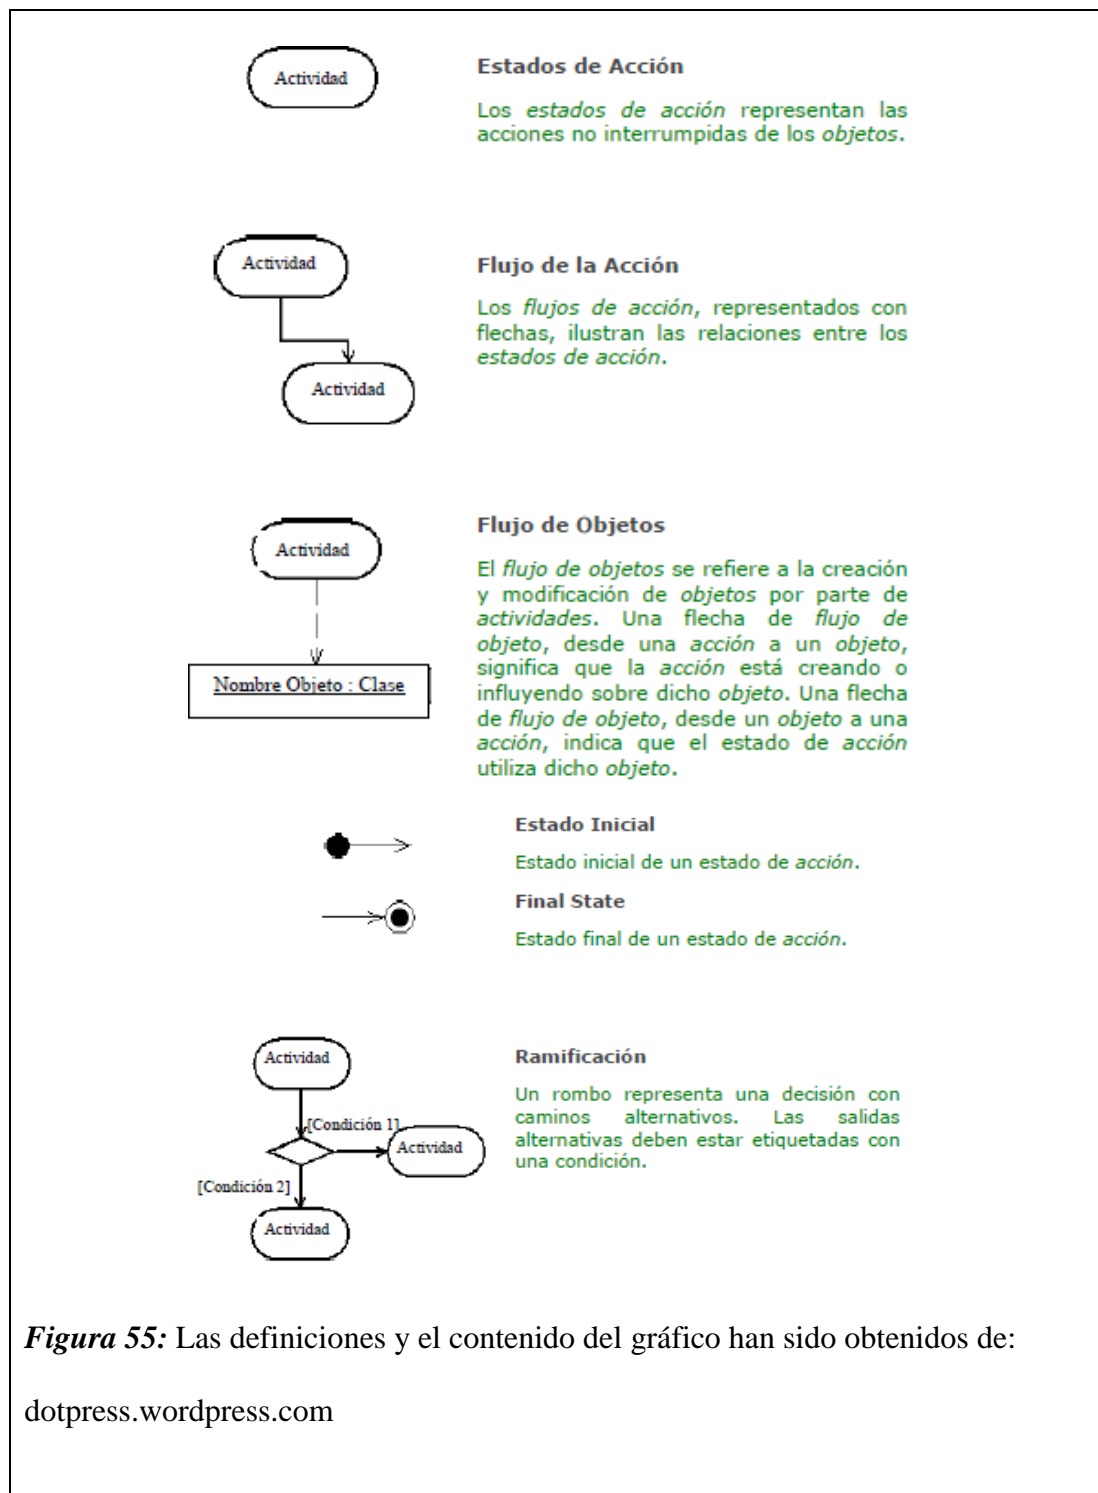 Actividad
Estados de Acción
Los estados de acción representan las
acciones no interrumpidas de los objetos.
Actividad
Actividad
Flujo de la Acción
Los flujos de acción, representados con
flechas, ilustran las relaciones entre los
estados de acción.
Actividad
Nombre Objeto : Clase
Flujo de Objetos
El flujo de objetos se refiere a la creación
y modificación de objetos por parte de
actividades. Una flecha de flujo de
objeto, desde una acción a un objeto,
significa que la acción está creando o
influyendo sobre dicho objeto. Una flecha
de flujo de objeto, desde un objeto a una
acción, indica que el estado de acción
utiliza dicho objeto.
Estado Inicial
Estado inicial de un estado de acción.
Final State
Estado final de un estado de acción.
Actividad
[Condición 1]
Actividad
[Condición 2]
Actividad
Ramificación
Un rombo representa una decisión con
caminos alternativos. Las salidas
alternativas deben estar etiquetadas con
una condición.
Figura 55: Las definiciones y el contenido del gráfico han sido obtenidos de:
dotpress.wordpress.com